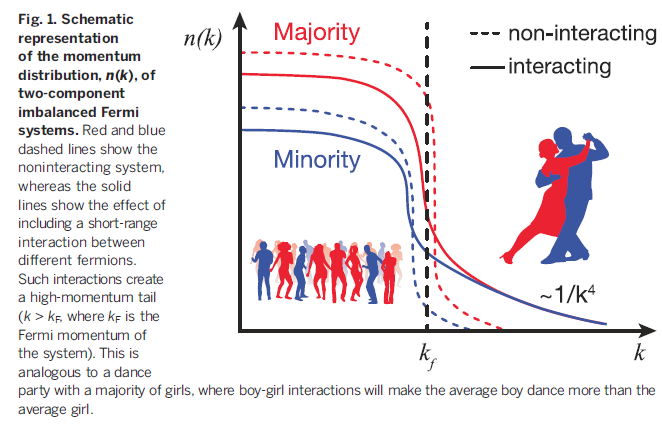 Fig. 1. Schematic
representation
of the momentum
distribution, n(k), of
two-component
imbalanced Fermi
systems. Red and blue
dashed lines show the
noninteracting system,
whereas the solid
lines show the effect of
including a short-range
interaction between
different fermions.
Such interactions create
a high-momentum tail
(k > kF, where kF is the
Fermi momentum of
the system). This is
analogous to a dance
party with a majority of girls, where boy-girl interactions will make the average boy dance more than the
average girl.
n(k)
Majority
Minority
non-interacting
interacting
~1/k⁴
kf
k